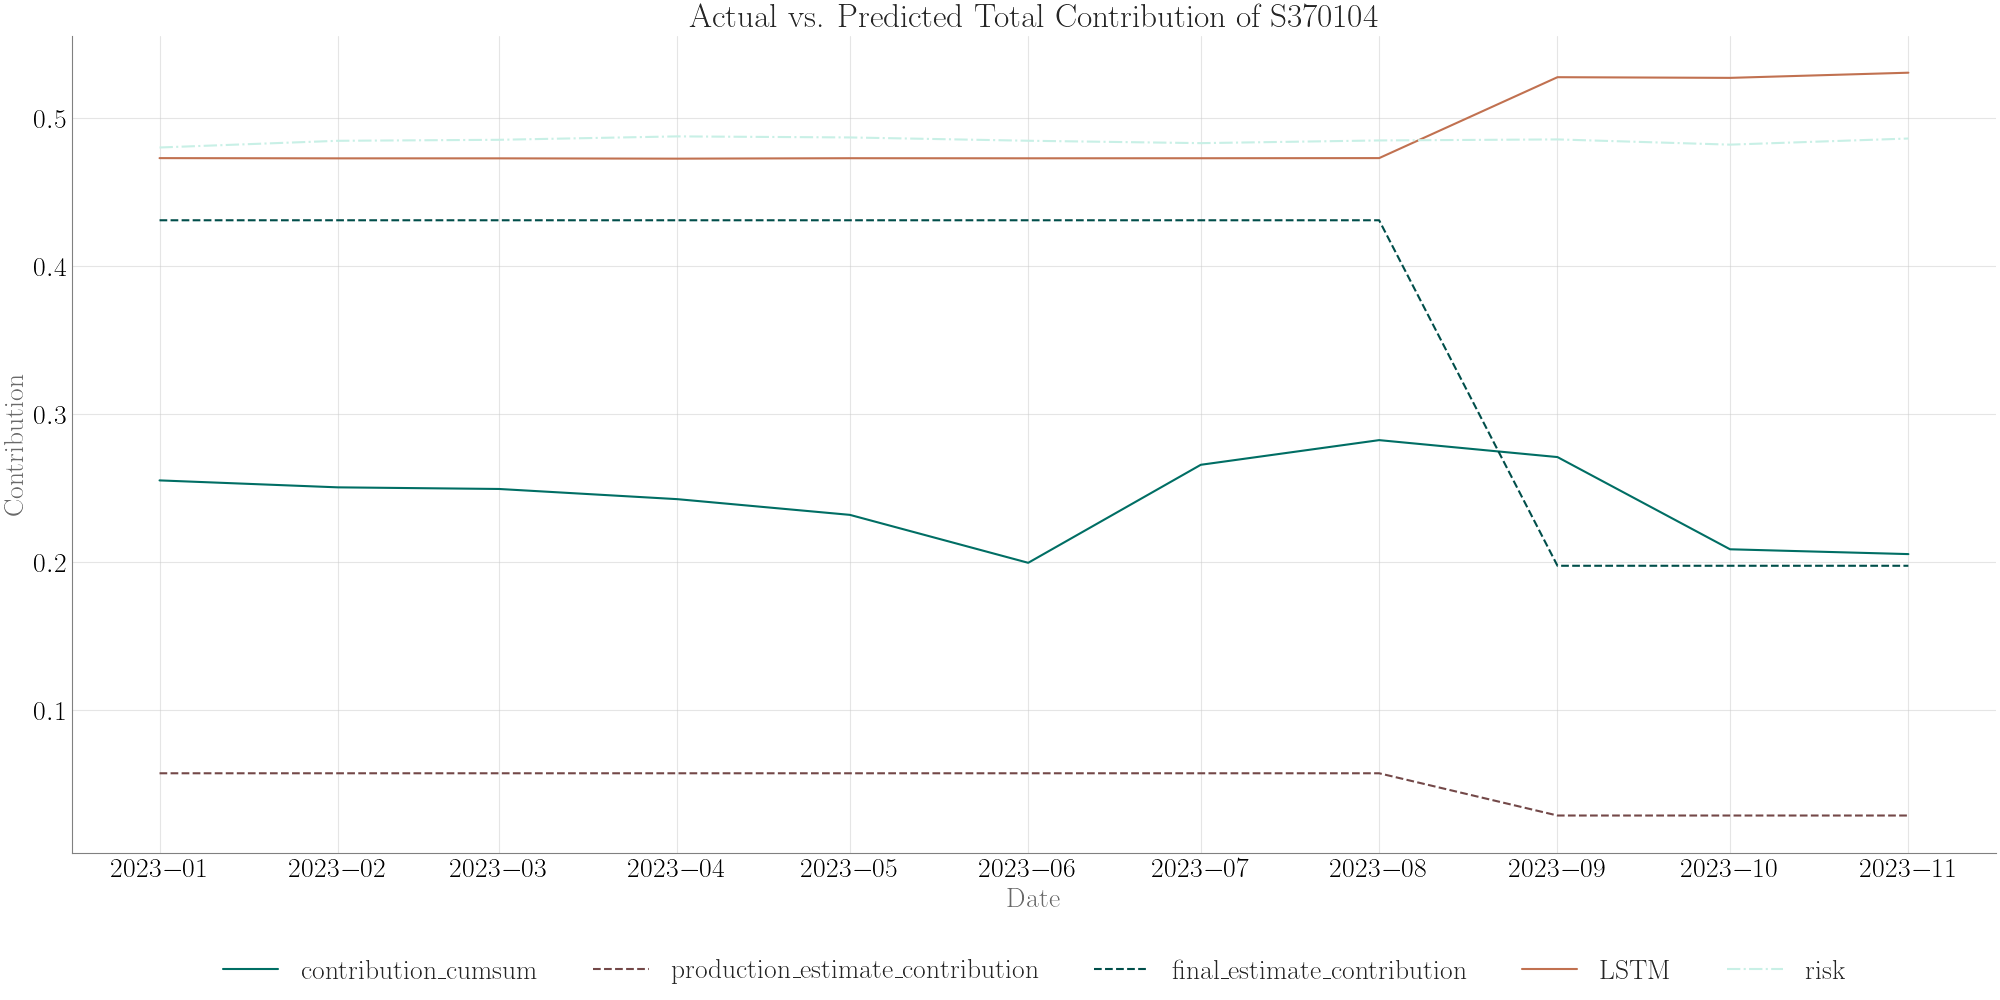 Actual vs. Predicted Total Contribution of S370104
0.5
0.4
0.3
0.2
0.1
Contribution
2023−01 2023−02 2023−03 2023−04 2023−05 2023−06 2023−07 2023−08 2023−09 2023−10 2023−11
Date
contribution_cumsum production_estimate_contribution final_estimate_contribution LSTM risk